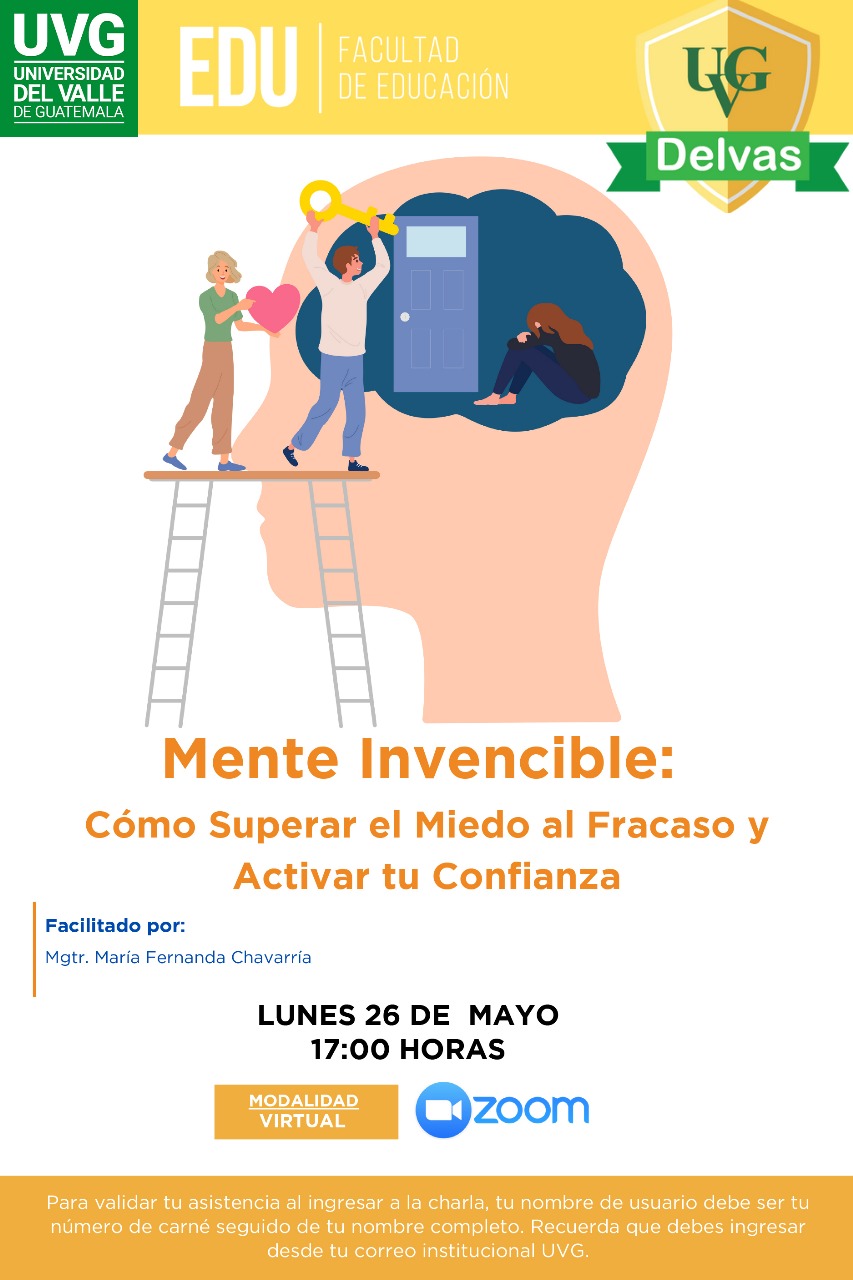 UVG
UNIVERSIDAD
DEL VALLE
DE GUATEMALA
EDU
FACULTAD
DE EDUCACIÓN
UVG
Delvas
Mente Invencible:
Cómo Superar el Miedo al Fracaso y
Activar tu Confianza
Facilitado por:
Mgtr. María Fernanda Chavarría
LUNES 26 DE MAYO
17:00 HORAS
MODALIDAD
VIRTUAL
zoom
Para validar tu asistencia al ingresar a la charla, tu nombre de usuario debe ser tu
número de carné seguido de tu nombre completo. Recuerda que debes ingresar
desde tu correo institucional UVG.